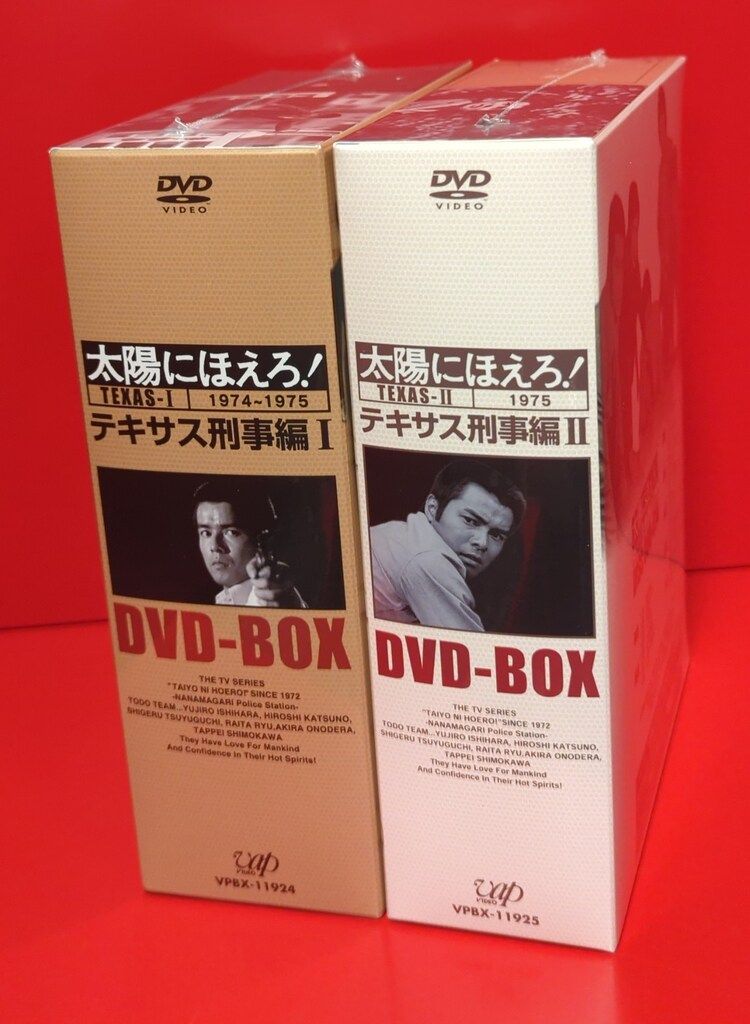 DVD
VIDEO
太陽にほえろ!
TEXAS-I 1974~1975
テキサス刑事編 I
DVD-BOX
THE TV SERIES
"TAIYO NI HOERO!" SINCE 1972
-NANAMAGARI Police Station-
TODO TEAM...YUJIRO ISHIHARA, HIROSHI KATSUNO,
SHIGERU TSUYUGUCHI, RAITA RYU,AKIRA ONODERA,
TAPPEI SHIMOKAWA
They Have Love For Mankind
And Confidence In Their Hot Spirits!
vap
VIDEO
VPBX-11924
DVD
VIDEO
太陽にほえろ!
TEXAS-II 1975
テキサス刑事編 II
DVD-BOX
THE TV SERIES
"TAIYO NI HOERO!"SINCE 1972
-NANAMAGARI Police Station-
TODO TEAM...YUJIRO ISHIHARA, HIROSHI KATSUNO,
SHIGERU TSUYUGUCHI, RAITA RYU,AKIRA ONODERA,
TAPPEI SHIMOKAWA
They Have Love For Mankind
And Confidence In Their Hot Spirits!
vap
VIDEO
VPBX-11925